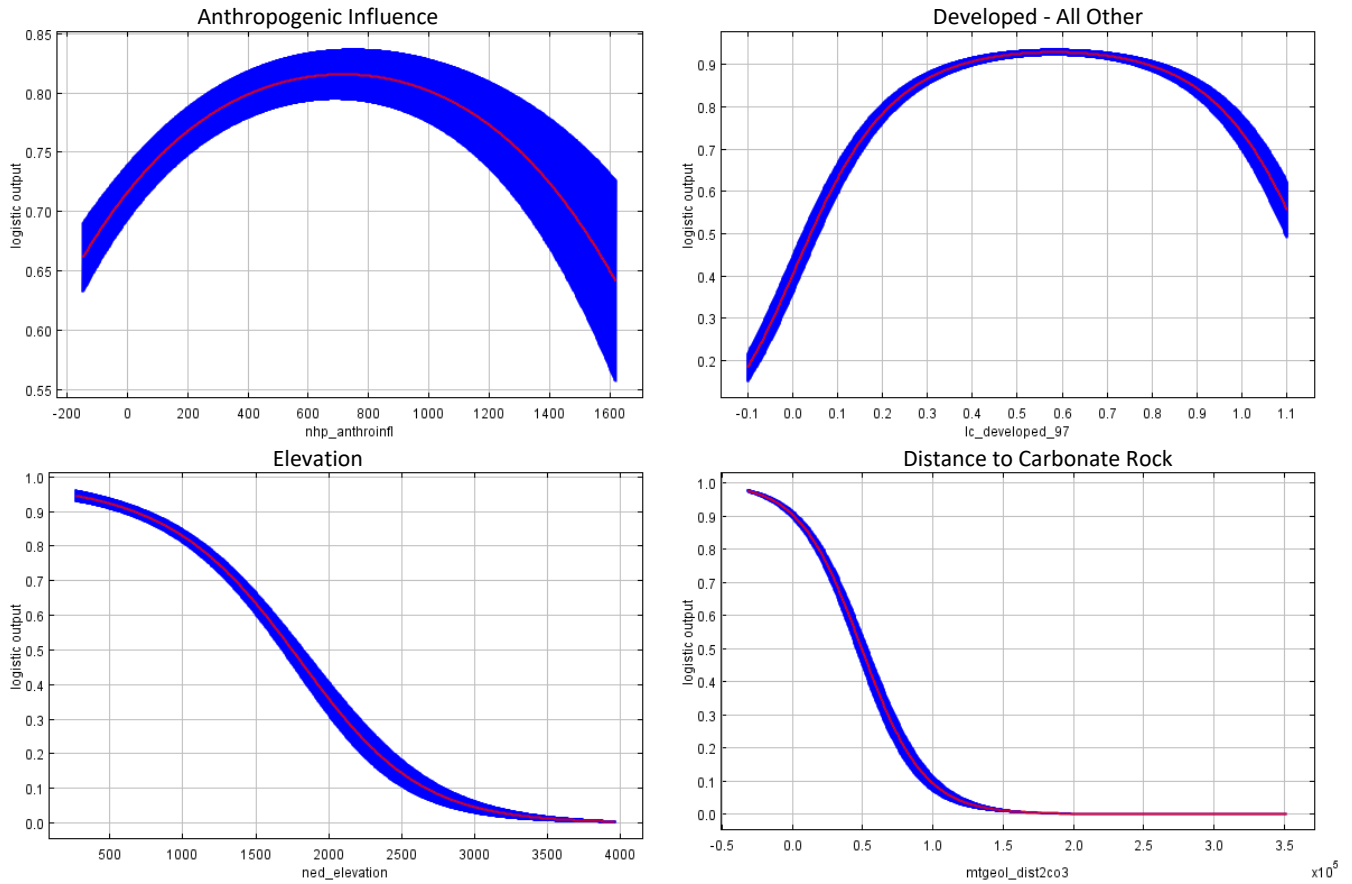 Anthropogenic Influence
0.85
0.80
0.75
0.70
0.65
0.60
0.55
logistic output
-200 0 200 400 600 800 1000 1200 1400 1600
nhp_anthroinfl
Developed - All Other
0.9
0.8
0.7
0.6
0.5
0.4
0.3
0.2
logistic output
-0.1 0.0 0.1 0.2 0.3 0.4 0.5 0.6 0.7 0.8 0.9 1.0 1.1
lc_developed_97
Elevation
1.0
0.9
0.8
0.7
0.6
0.5
0.4
0.3
0.2
0.1
0.0
logistic output
500 1000 1500 2000 2500 3000 3500 4000
ned_elevation
Distance to Carbonate Rock
1.0
0.9
0.8
0.7
0.6
0.5
0.4
0.3
0.2
0.1
0.0
logistic output
-0.5 0.0 0.5 1.0 1.5 2.0 2.5 3.0 3.5
mtgeol_dist2co3 x10^5